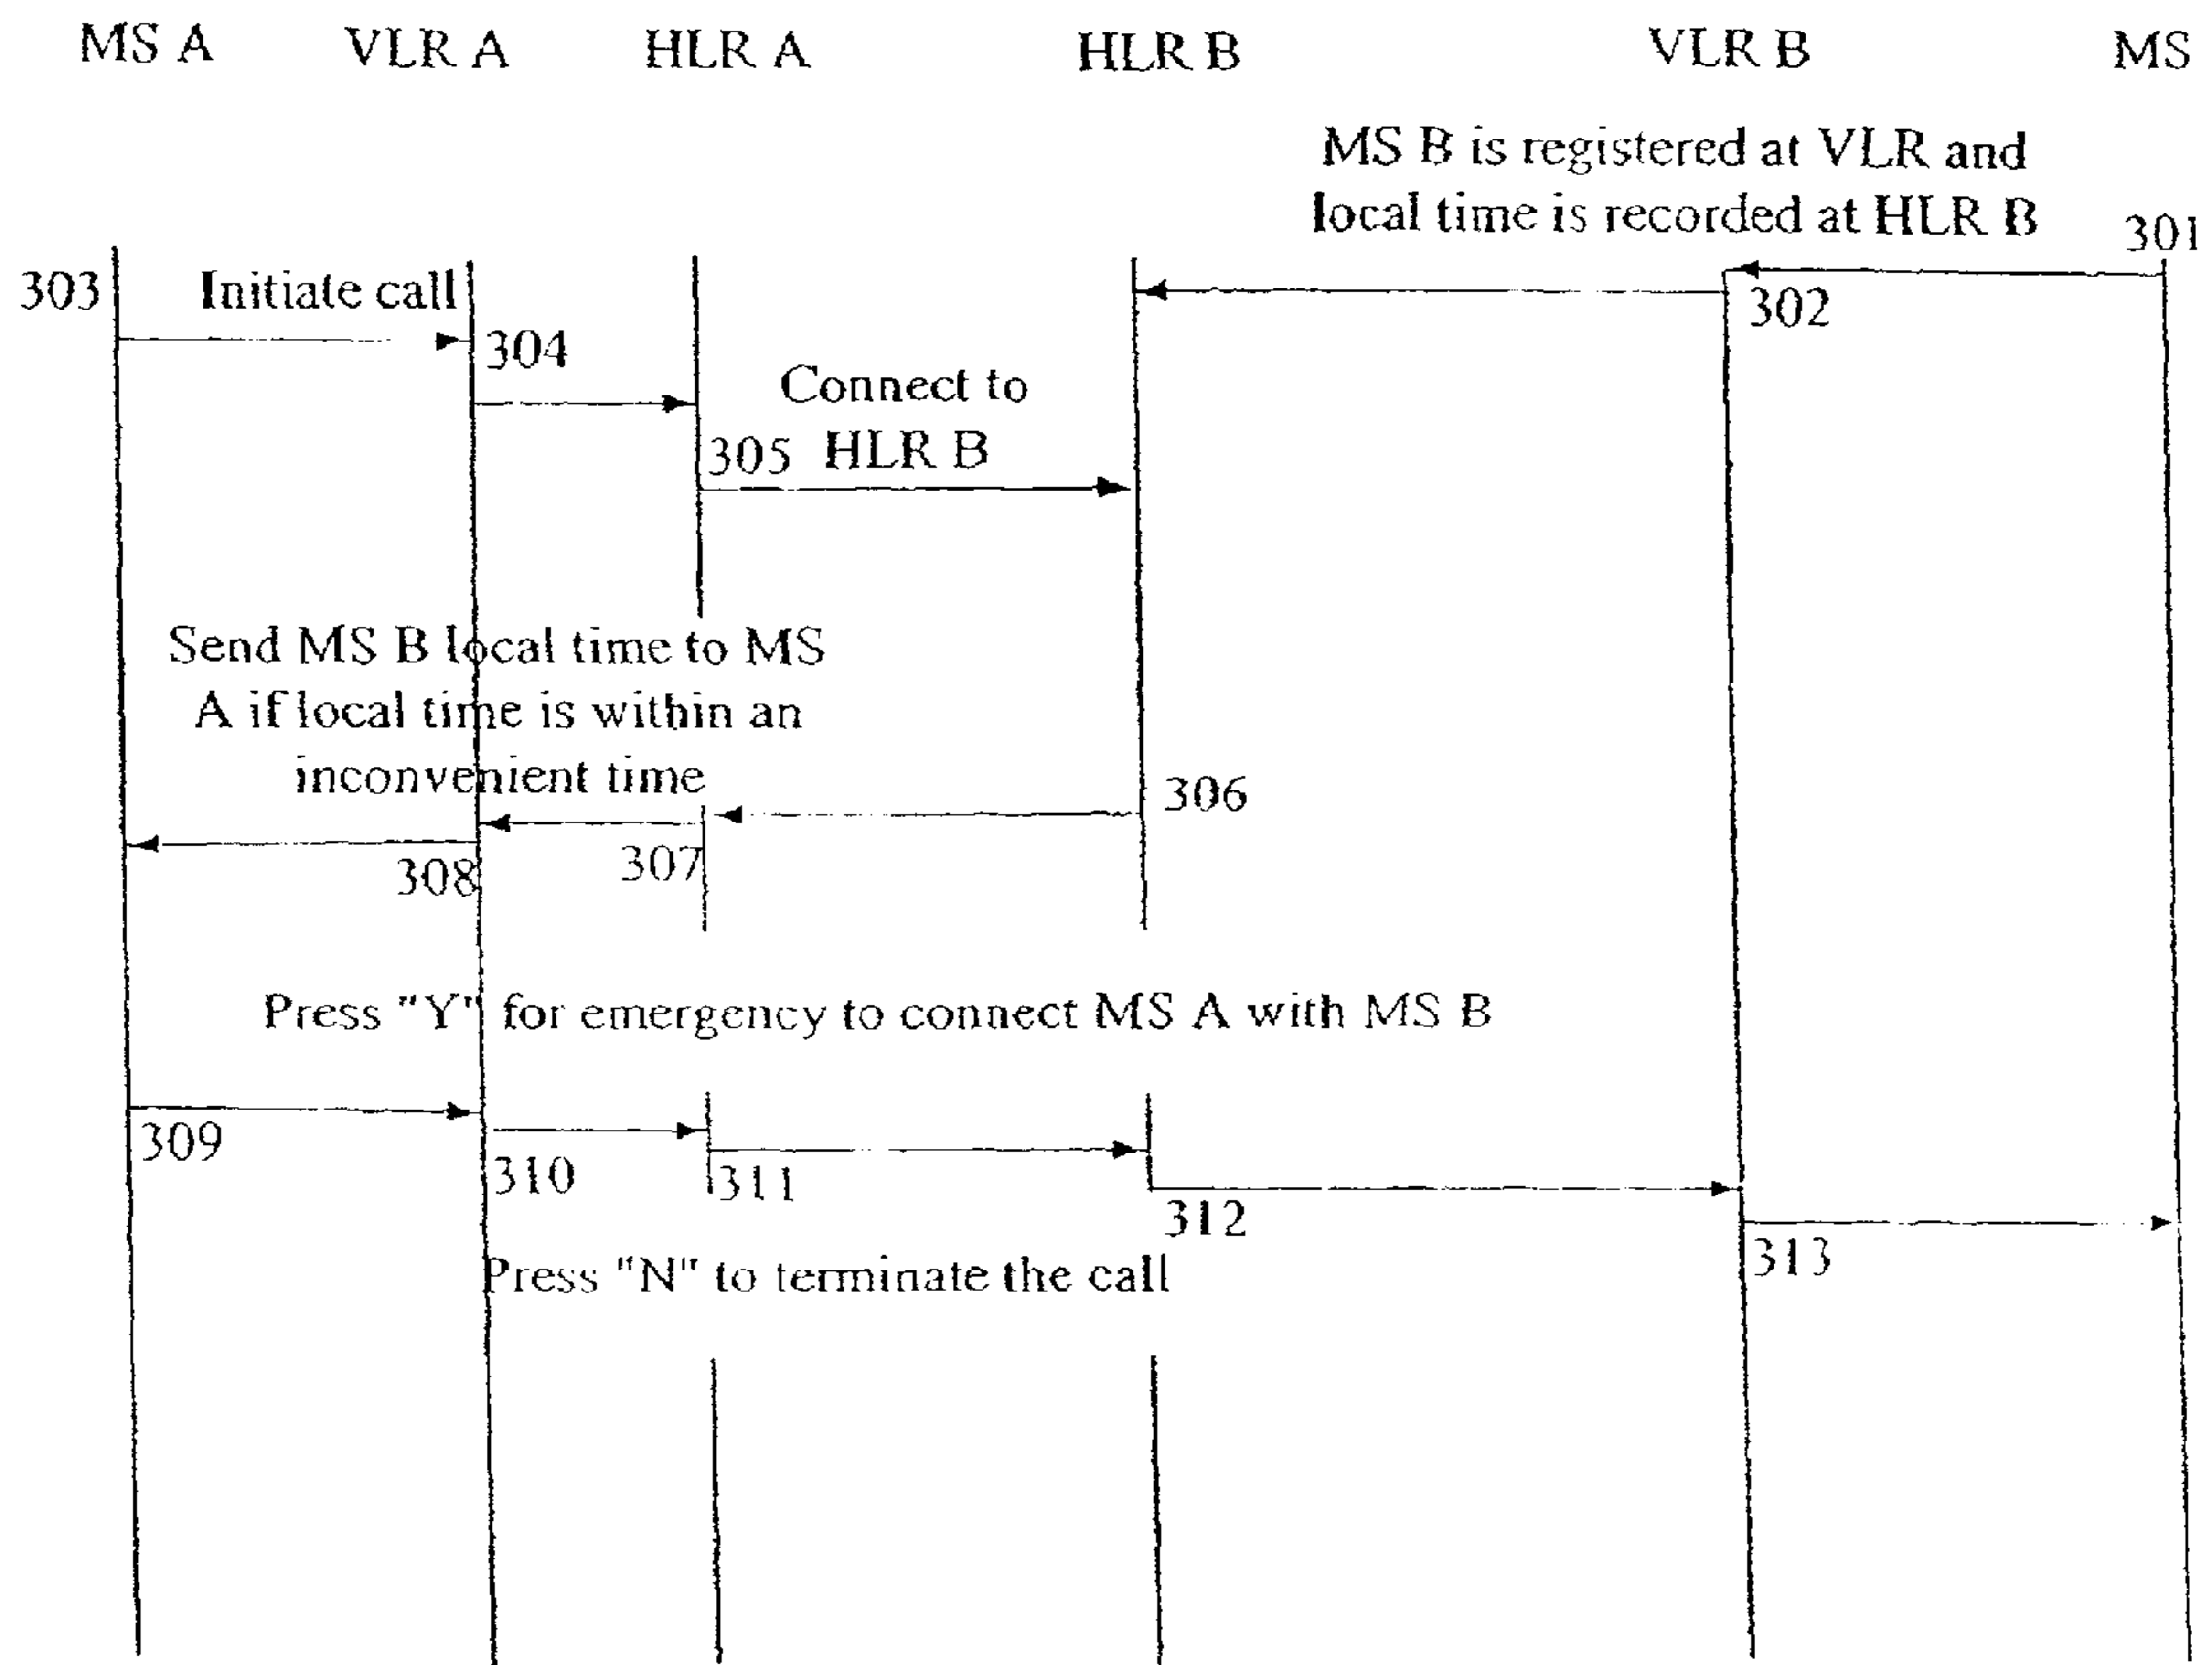 MS A VLR A HLR A HLR B VLR B MS
MS B is registered at VLR and
local time is recorded at HLR B
301
303 Initiate call
302
304
Connect to
305 HLR B
Send MS B local time to MS
A if local time is within an
inconvenient time
306
307
308
Press "Y" for emergency to connect MS A with MS B
309
310
311
312
313
Press "N" to terminate the call